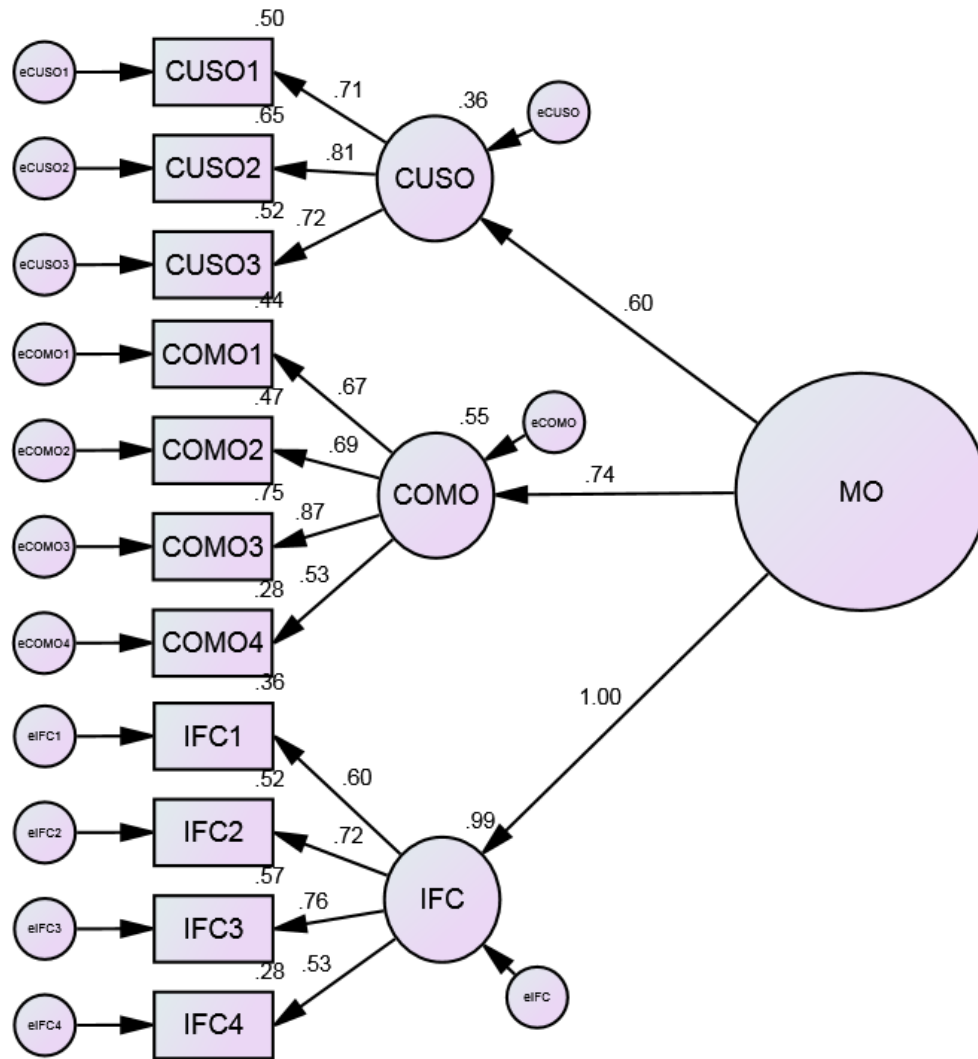 .50
eCUSO1
CUSO1
.71
.65
eCUSO2
CUSO2
.81
.36
eCUSO
CUSO
.52
.72
eCUSO3
CUSO3
.60
.44
eCOMO1
COMO1
.67
.47
eCOMO2
COMO2
.69
.55
eCOMO
COMO
.74
MO
.75
.87
eCOMO3
COMO3
.28
.53
eCOMO4
COMO4
.36
1.00
eIFC1
IFC1
.60
.52
eIFC2
IFC2
.72
.99
IFC
.57
.76
eIFC3
IFC3
.28
.53
eIFC
eIFC4
IFC4